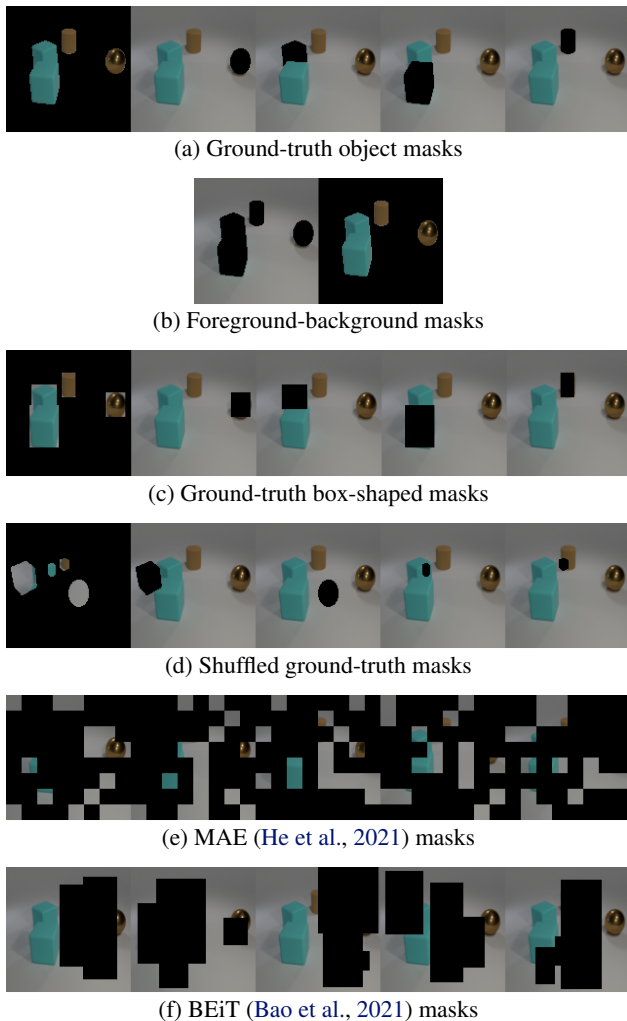 (a) Ground-truth object masks
(b) Foreground-background masks
(c) Ground-truth box-shaped masks
(d) Shuffled ground-truth masks
(e) MAE (He et al., 2021) masks
(f) BEiT (Bao et al., 2021) masks